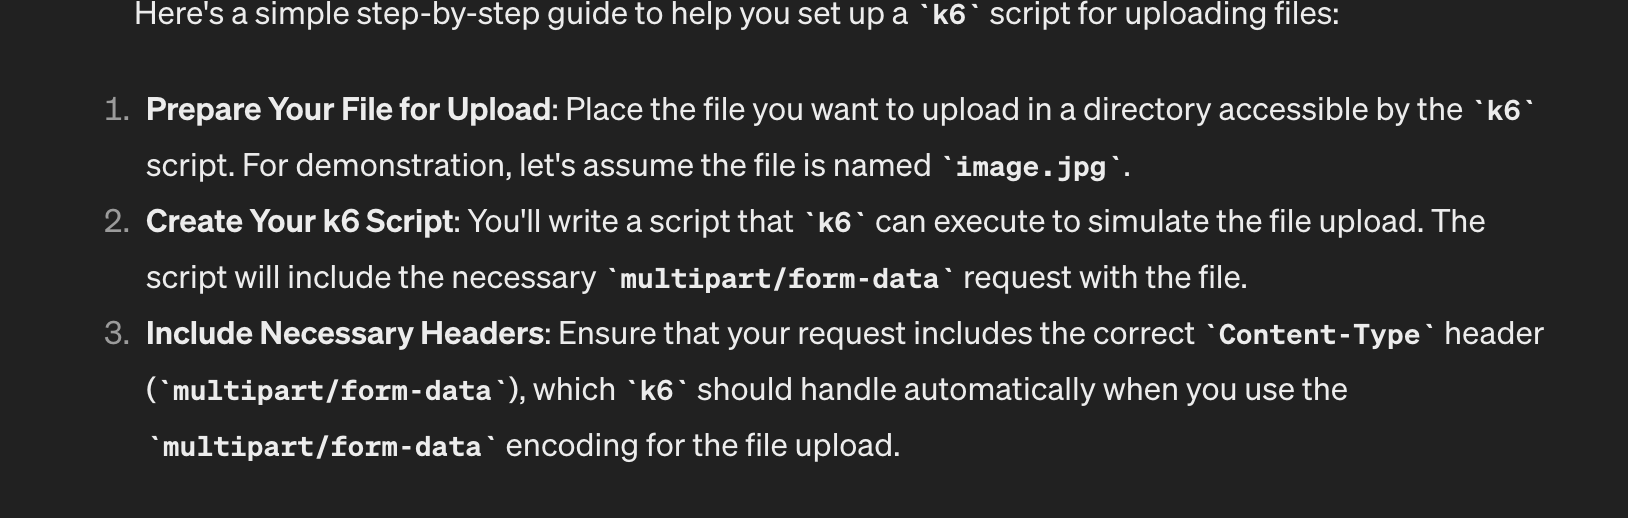 Here's a simple step-by-step guide to help you set up a `k6` script for uploading files:
1. Prepare Your File for Upload: Place the file you want to upload in a directory accessible by the `k6`
script. For demonstration, let's assume the file is named `image.jpg`.
2. Create Your k6 Script: You'll write a script that `k6` can execute to simulate the file upload. The
script will include the necessary `multipart/form-data` request with the file.
3. Include Necessary Headers: Ensure that your request includes the correct `Content-Type` header
(`multipart/form-data`), which `k6` should handle automatically when you use the
`multipart/form-data` encoding for the file upload.